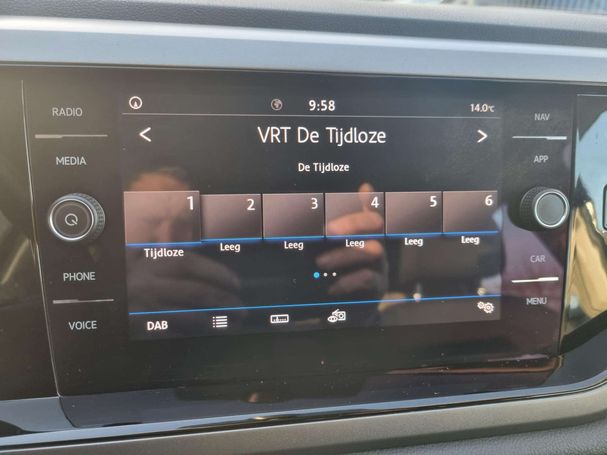 9:58
14.0°C
RADIO
NAV
VRT De Tijdloze
MEDIA
APP
De Tijdloze
1 2 3 4 5 6
Tijdloze Leeg Leeg Leeg Leeg Leeg
PHONE
CAR
VOICE
DAB
MENU